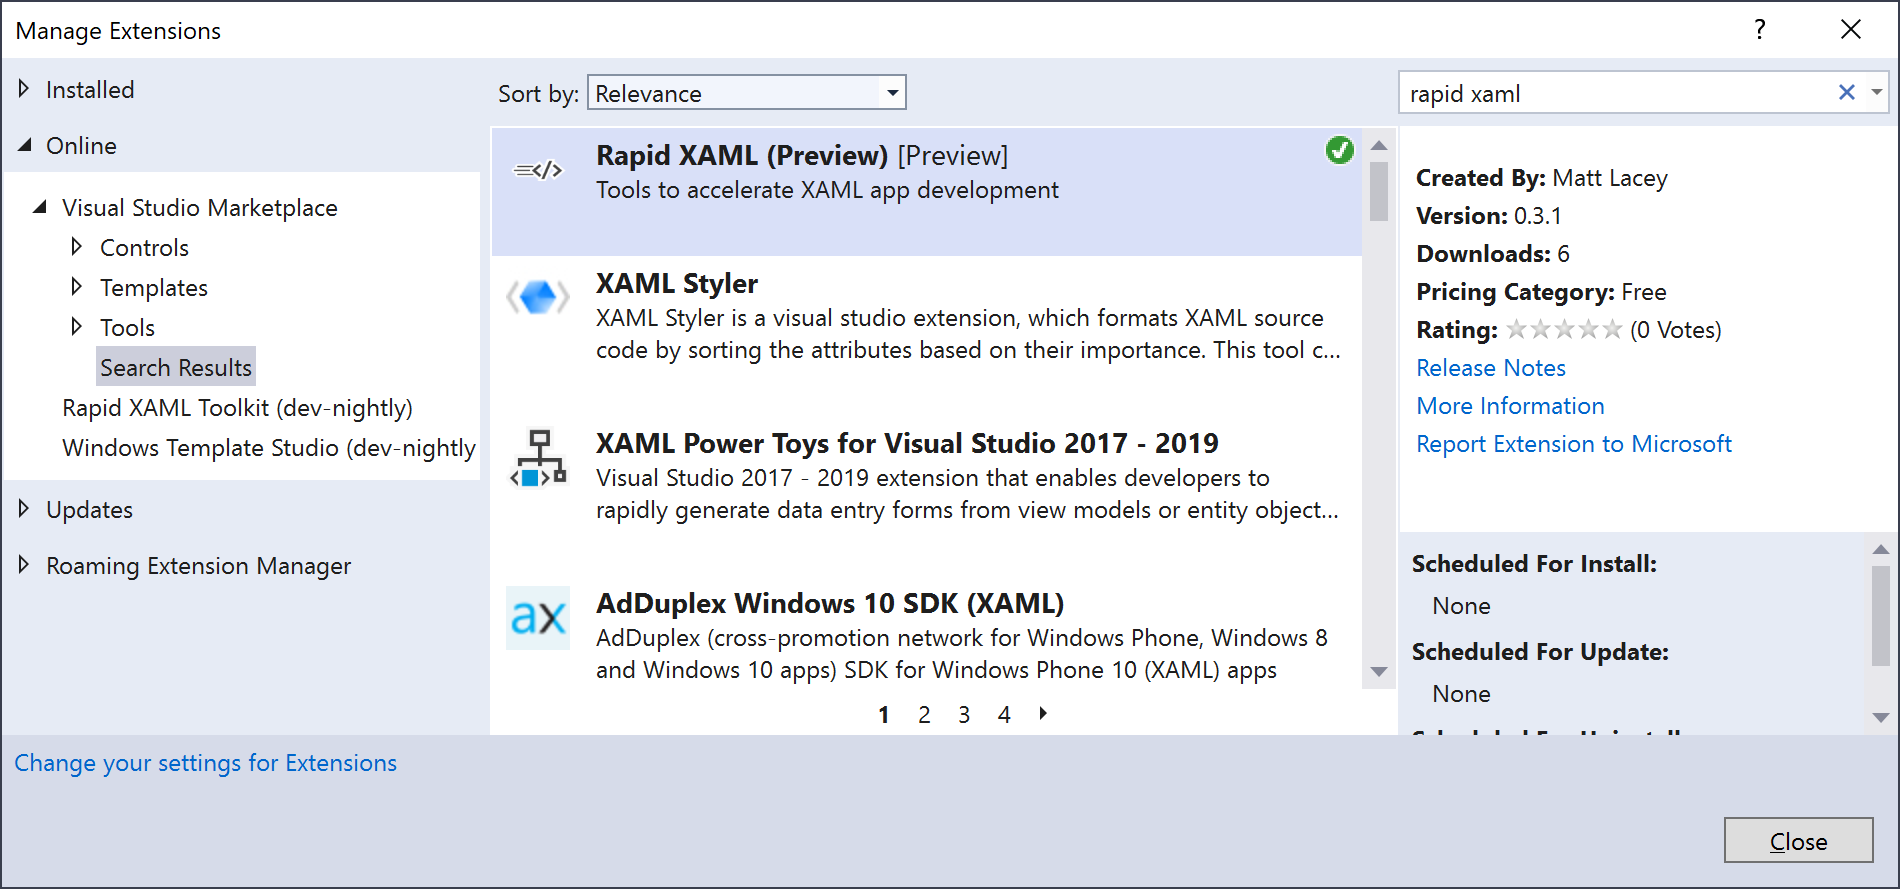 Manage Extensions
?
Installed
Online
Visual Studio Marketplace
Controls
Templates
Tools
Search Results
Rapid XAML Toolkit (dev-nightly)
Windows Template Studio (dev-nightly
Updates
Roaming Extension Manager
Sort by: Relevance
Rapid XAML (Preview) [Preview]
Tools to accelerate XAML app development
XAML Styler
XAML Styler is a visual studio extension, which formats XAML source
code by sorting the attributes based on their importance. This tool c...
XAML Power Toys for Visual Studio 2017 - 2019
Visual Studio 2017 - 2019 extension that enables developers to
rapidly generate data entry forms from view models or entity object...
ax
AdDuplex Windows 10 SDK (XAML)
AdDuplex (cross-promotion network for Windows Phone, Windows 8
and Windows 10 apps) SDK for Windows Phone 10 (XAML) apps
1 2 3 4
rapid xaml
Created By: Matt Lacey
Version: 0.3.1
Downloads: 6
Pricing Category: Free
Rating: (0 Votes)
Release Notes
More Information
Report Extension to Microsoft
Scheduled For Install:
None
Scheduled For Update:
None
Change your settings for Extensions
Close